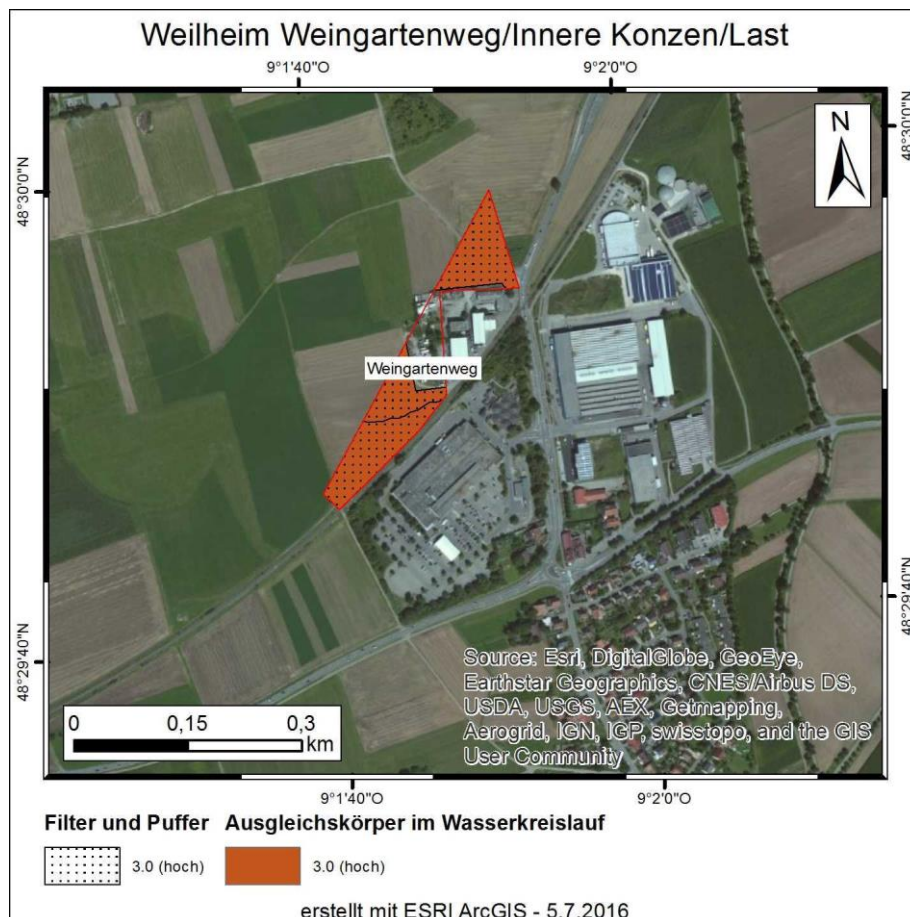 Weilheim Weingartenweg/Innere Konzen/Last
9°1'40"O
9°2'0"O
48°30'0"N
N
48°30'0"N
Weingartenweg
48°29'40"N
48°29'40"N
Source: Esri, DigitalGlobe, GeoEye,
Earthstar Geographics, CNES/Airbus DS,
USDA, USGS, AEX, Getmapping,
Aerogrid, IGN, IGP, swisstopo, and the GIS
User Community
0 0,15 0,3
km
9°1'40"O
9°2'0"O
Filter und Puffer Ausgleichskörper im Wasserkreislauf
3.0 (hoch) 3.0 (hoch)
erstellt mit ESRI ArcGIS - 5.7.2016